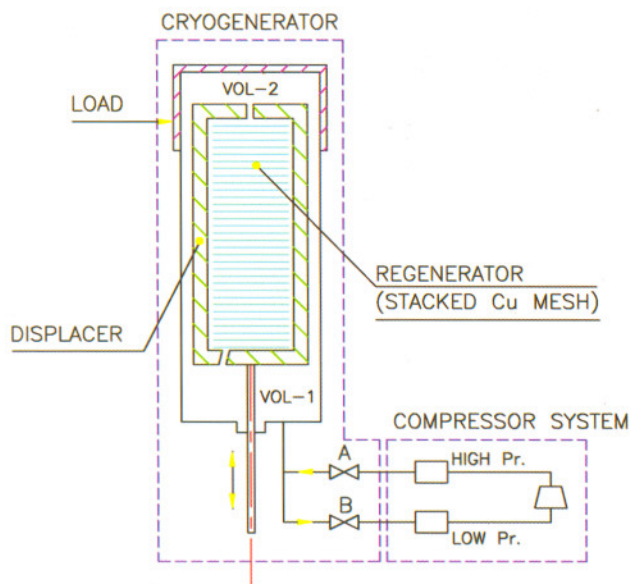 CRYOGENERATOR
VOL-2
LOAD
REGENERATOR
(STACKED Cu MESH)
DISPLACER
VOL-1
COMPRESSOR SYSTEM
A
HIGH Pr.
B
LOW Pr.